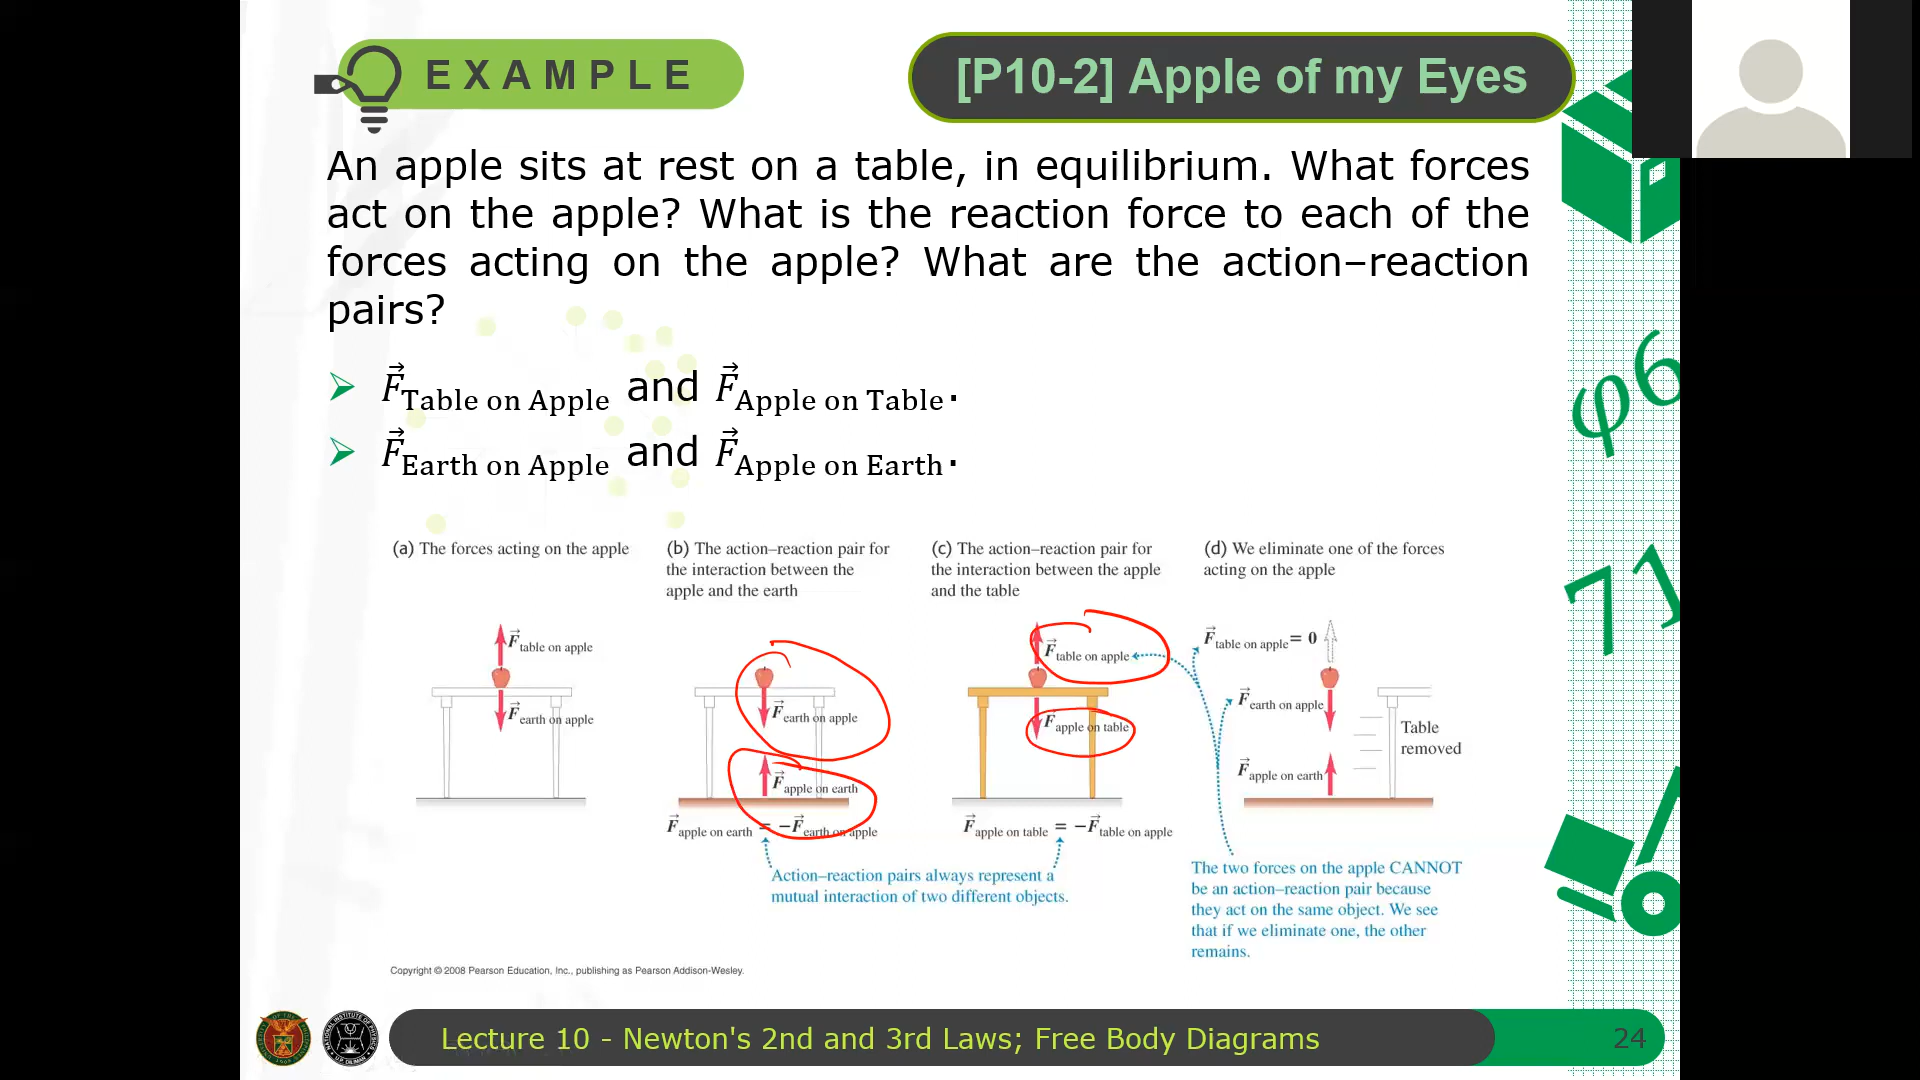 EXAMPLE
[P10-2] Apple of my Eyes
An apple sits at rest on a table, in equilibrium. What forces
act on the apple? What is the reaction force to each of the
forces acting on the apple? What are the action–reaction
pairs?
➢ F⃗Table on Apple and F⃗Apple on Table.
➢ F⃗Earth on Apple and F⃗Apple on Earth.
(a) The forces acting on the apple
F⃗table on apple
F⃗earth on apple
(b) The action–reaction pair for
the interaction between the
apple and the earth
F⃗earth on apple
F⃗apple on earth
F⃗apple on earth = −F⃗earth on apple
(c) The action–reaction pair for
the interaction between the apple
and the table
F⃗table on apple
F⃗apple on table
F⃗apple on table = −F⃗table on apple
Action–reaction pairs always represent a
mutual interaction of two different objects.
(d) We eliminate one of the forces
acting on the apple
F⃗table on apple = 0
F⃗earth on apple
Table
removed
F⃗apple on earth
The two forces on the apple CANNOT
be an action–reaction pair because
they act on the same object. We see
that if we eliminate one, the other
remains.
Copyright © 2008 Pearson Education, Inc., publishing as Pearson Addison-Wesley.
φ6
71
Lecture 10 - Newton's 2nd and 3rd Laws; Free Body Diagrams
24